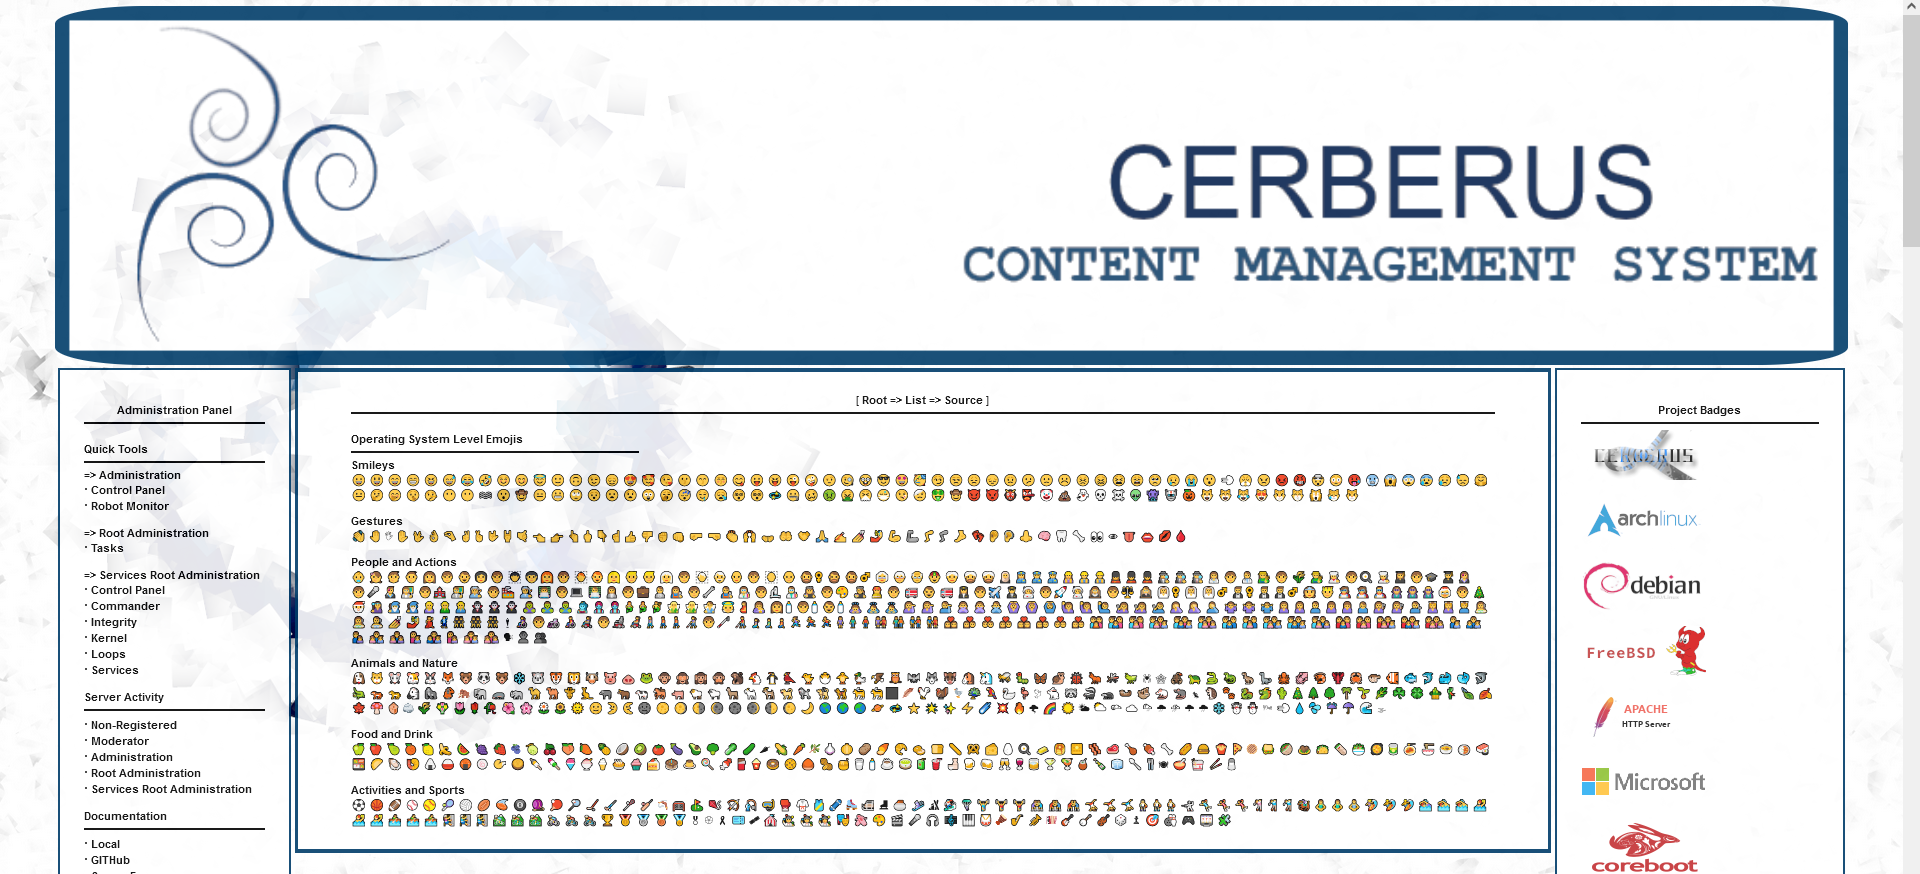 CERBERUS
CONTENT MANAGEMENT SYSTEM
Administration Panel
Quick Tools
=> Administration
· Control Panel
· Robot Monitor
=> Root Administration
· Tasks
=> Services Root Administration
· Control Panel
· Commander
· Integrity
· Kernel
· Loops
· Services
Server Activity
· Non-Registered
· Moderator
· Administration
· Root Administration
· Services Root Administration
Documentation
· Local
· GITHub
[ Root => List => Source ]
Operating System Level Emojis
Smileys
Gestures
People and Actions
Animals and Nature
Food and Drink
Activities and Sports
Project Badges
CERBERUS
archlinux
debian
FreeBSD
APACHE
HTTP Server
Microsoft
coreboot